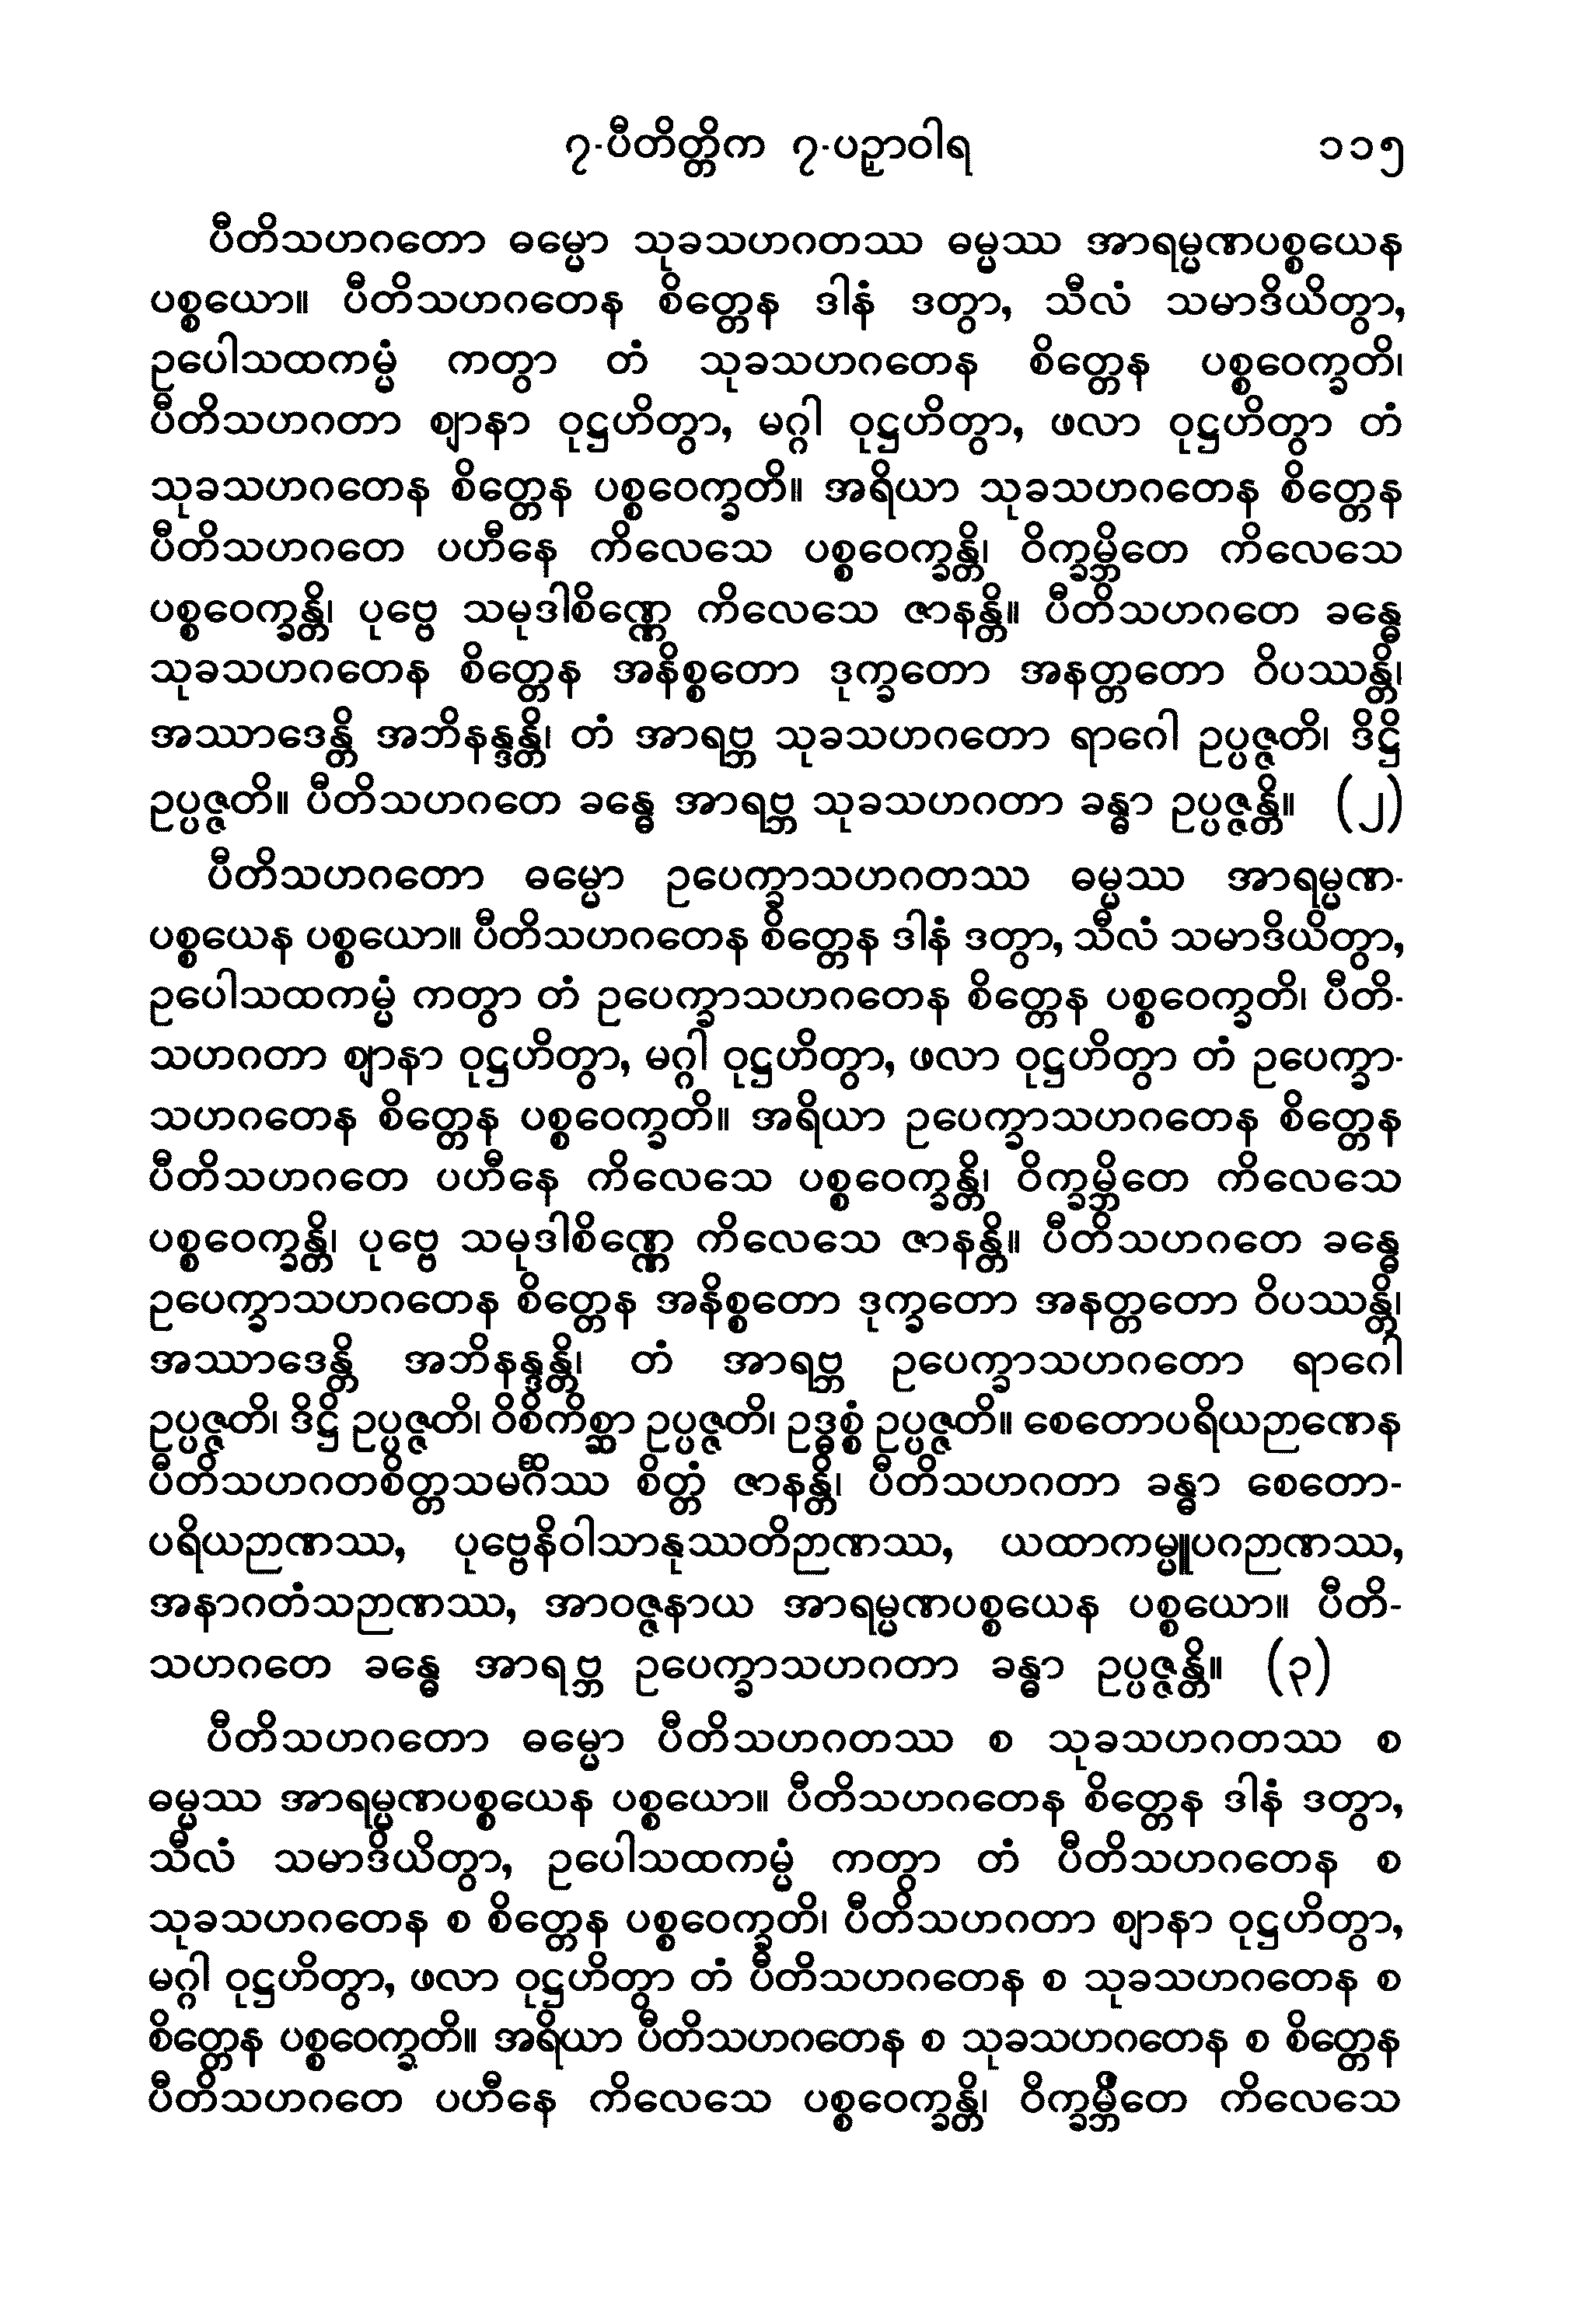 ၇-ပီတိတ္တိက ၇-ပဉှာဝါရ ၁၁၅
ပီတိသဟဂတော ဓမ္မော သုခသဟဂတဿ ဓမ္မဿ အာရမ္မဏပစ္စယေန
ပစ္စယော။ ပီတိသဟဂတေန စိတ္တေန ဒါနံ ဒတွာ, သီလံ သမာဒိယိတွာ,
ဥပေါသထကမ္မံ ကတွာ တံ သုခသဟဂတေန စိတ္တေန ပစ္စဝေက္ခတိ၊
ပီတိသဟဂတာ ဈာနာ ဝုဋ္ဌဟိတွာ, မဂ္ဂါ ဝုဋ္ဌဟိတွာ, ဖလာ ဝုဋ္ဌဟိတွာ တံ
သုခသဟဂတေန စိတ္တေန ပစ္စဝေက္ခတိ။ အရိယာ သုခသဟဂတေန စိတ္တေန
ပီတိသဟဂတေ ပဟီနေ ကိလေသေ ပစ္စဝေက္ခန္တိ၊ ဝိက္ခမ္ဘိတေ ကိလေသေ
ပစ္စဝေက္ခန္တိ၊ ပုဗ္ဗေ သမုဒါစိဏ္ဏေ ကိလေသေ ဇာနန္တိ။ ပီတိသဟဂတေ ခန္ဓေ
သုခသဟဂတေန စိတ္တေန အနိစ္စတော ဒုက္ခတော အနတ္တတော ဝိပဿန္တိ၊
အဿာဒေန္တိ အဘိနန္ဒန္တိ၊ တံ အာရဗ္ဘ သုခသဟဂတော ရာဂေါ ဥပ္ပဇ္ဇတိ၊ ဒိဋ္ဌိ
ဥပ္ပဇ္ဇတိ။ ပီတိသဟဂတေ ခန္ဓေ အာရဗ္ဘ သုခသဟဂတာ ခန္ဓာ ဥပ္ပဇ္ဇန္တိ။ (၂)
ပီတိသဟဂတော ဓမ္မော ဥပေက္ခာသဟဂတဿ ဓမ္မဿ အာရမ္မဏ-
ပစ္စယေန ပစ္စယော။ ပီတိသဟဂတေန စိတ္တေန ဒါနံ ဒတွာ, သီလံ သမာဒိယိတွာ,
ဥပေါသထကမ္မံ ကတွာ တံ ဥပေက္ခာသဟဂတေန စိတ္တေန ပစ္စဝေက္ခတိ၊ ပီတိ-
သဟဂတာ ဈာနာ ဝုဋ္ဌဟိတွာ, မဂ္ဂါ ဝုဋ္ဌဟိတွာ, ဖလာ ဝုဋ္ဌဟိတွာ တံ ဥပေက္ခာ-
သဟဂတေန စိတ္တေန ပစ္စဝေက္ခတိ။ အရိယာ ဥပေက္ခာသဟဂတေန စိတ္တေန
ပီတိသဟဂတေ ပဟီနေ ကိလေသေ ပစ္စဝေက္ခန္တိ၊ ဝိက္ခမ္ဘိတေ ကိလေသေ
ပစ္စဝေက္ခန္တိ၊ ပုဗ္ဗေ သမုဒါစိဏ္ဏေ ကိလေသေ ဇာနန္တိ။ ပီတိသဟဂတေ ခန္ဓေ
ဥပေက္ခာသဟဂတေန စိတ္တေန အနိစ္စတော ဒုက္ခတော အနတ္တတော ဝိပဿန္တိ၊
အဿာဒေန္တိ အဘိနန္ဒန္တိ၊ တံ အာရဗ္ဘ ဥပေက္ခာသဟဂတော ရာဂေါ
ဥပ္ပဇ္ဇတိ၊ ဒိဋ္ဌိ ဥပ္ပဇ္ဇတိ၊ ဝိစိကိစ္ဆာ ဥပ္ပဇ္ဇတိ၊ ဥဒ္ဓစ္စံ ဥပ္ပဇ္ဇတိ။ စေတောပရိယဉာဏေန
ပီတိသဟဂတစိတ္တသမင်္ဂိဿ စိတ္တံ ဇာနန္တိ၊ ပီတိသဟဂတာ ခန္ဓာ စေတော-
ပရိယဉာဏဿ, ပုဗ္ဗေနိဝါသာနုဿတိဉာဏဿ, ယထာကမ္မူပဂဉာဏဿ,
အနာဂတံသဉာဏဿ, အာဝဇ္ဇနာယ အာရမ္မဏပစ္စယေန ပစ္စယော။ ပီတိ-
သဟဂတေ ခန္ဓေ အာရဗ္ဘ ဥပေက္ခာသဟဂတာ ခန္ဓာ ဥပ္ပဇ္ဇန္တိ။ (၃)
ပီတိသဟဂတော ဓမ္မော ပီတိသဟဂတဿ စ သုခသဟဂတဿ စ
ဓမ္မဿ အာရမ္မဏပစ္စယေန ပစ္စယော။ ပီတိသဟဂတေန စိတ္တေန ဒါနံ ဒတွာ,
သီလံ သမာဒိယိတွာ, ဥပေါသထကမ္မံ ကတွာ တံ ပီတိသဟဂတေန စ
သုခသဟဂတေန စ စိတ္တေန ပစ္စဝေက္ခတိ၊ ပီတိသဟဂတာ ဈာနာ ဝုဋ္ဌဟိတွာ,
မဂ္ဂါ ဝုဋ္ဌဟိတွာ, ဖလာ ဝုဋ္ဌဟိတွာ တံ ပီတိသဟဂတေန စ သုခသဟဂတေန စ
စိတ္တေန ပစ္စဝေက္ခတိ။ အရိယာ ပီတိသဟဂတေန စ သုခသဟဂတေန စ စိတ္တေန
ပီတိသဟဂတေ ပဟီနေ ကိလေသေ ပစ္စဝေက္ခန္တိ၊ ဝိက္ခမ္ဘိတေ ကိလေသေ